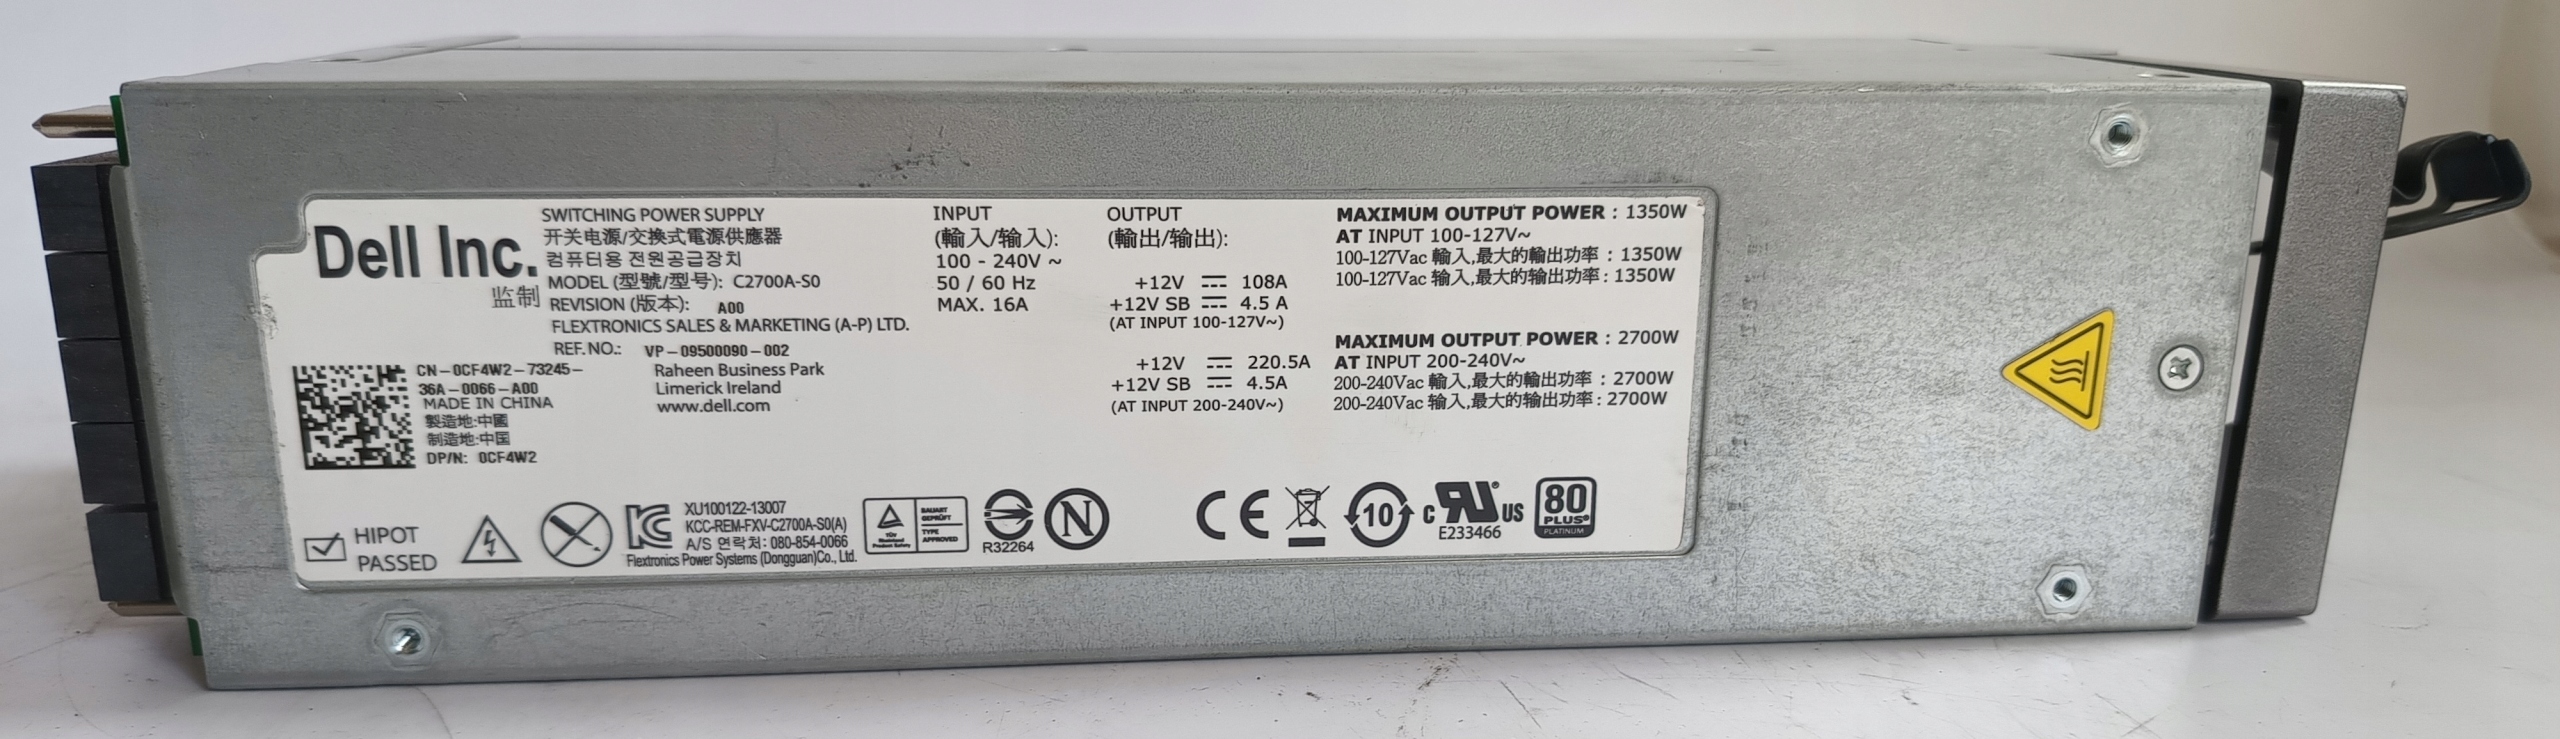 Dell Inc.
监制
SWITCHING POWER SUPPLY
开关电源/交換式電源供應器
컴퓨터용 전원공급장치
MODEL (型號/型号): C2700A-S0
REVISION (版本): A00
FLEXTRONICS SALES & MARKETING (A-P) LTD.
REF.NO.: VP-09500090-002
Raheen Business Park
Limerick Ireland
www.dell.com
CN-0CF4W2-73245-
36A-0066-A00
MADE IN CHINA
製造地:中國
制造地:中国
DP/N: 0CF4W2
INPUT
(輸入/输入):
100 - 240V ~
50 / 60 Hz
MAX. 16A
OUTPUT
(輸出/输出):
+12V ⎓ 108A
+12V SB ⎓ 4.5 A
(AT INPUT 100-127V~)
+12V ⎓ 220.5A
+12V SB ⎓ 4.5A
(AT INPUT 200-240V~)
MAXIMUM OUTPUT POWER : 1350W
AT INPUT 100-127V~
100-127Vac 輸入,最大的輸出功率 : 1350W
100-127Vac 输入,最大的输出功率 : 1350W
MAXIMUM OUTPUT POWER : 2700W
AT INPUT 200-240V~
200-240Vac 輸入,最大的輸出功率 : 2700W
200-240Vac 输入,最大的输出功率 : 2700W
HIPOT
PASSED
XU100122-13007
KCC-REM-FXV-C2700A-S0(A)
A/S 연락처: 080-854-0066
Flextronics Power Systems (Dongguan)Co., Ltd.
TÜV
Rheinland
Product Safety
BAUART
GEPRÜFT
TYPE
APPROVED
R32264
N
CE
10
c RU ® US
E233466
80
PLUS®
PLATINUM